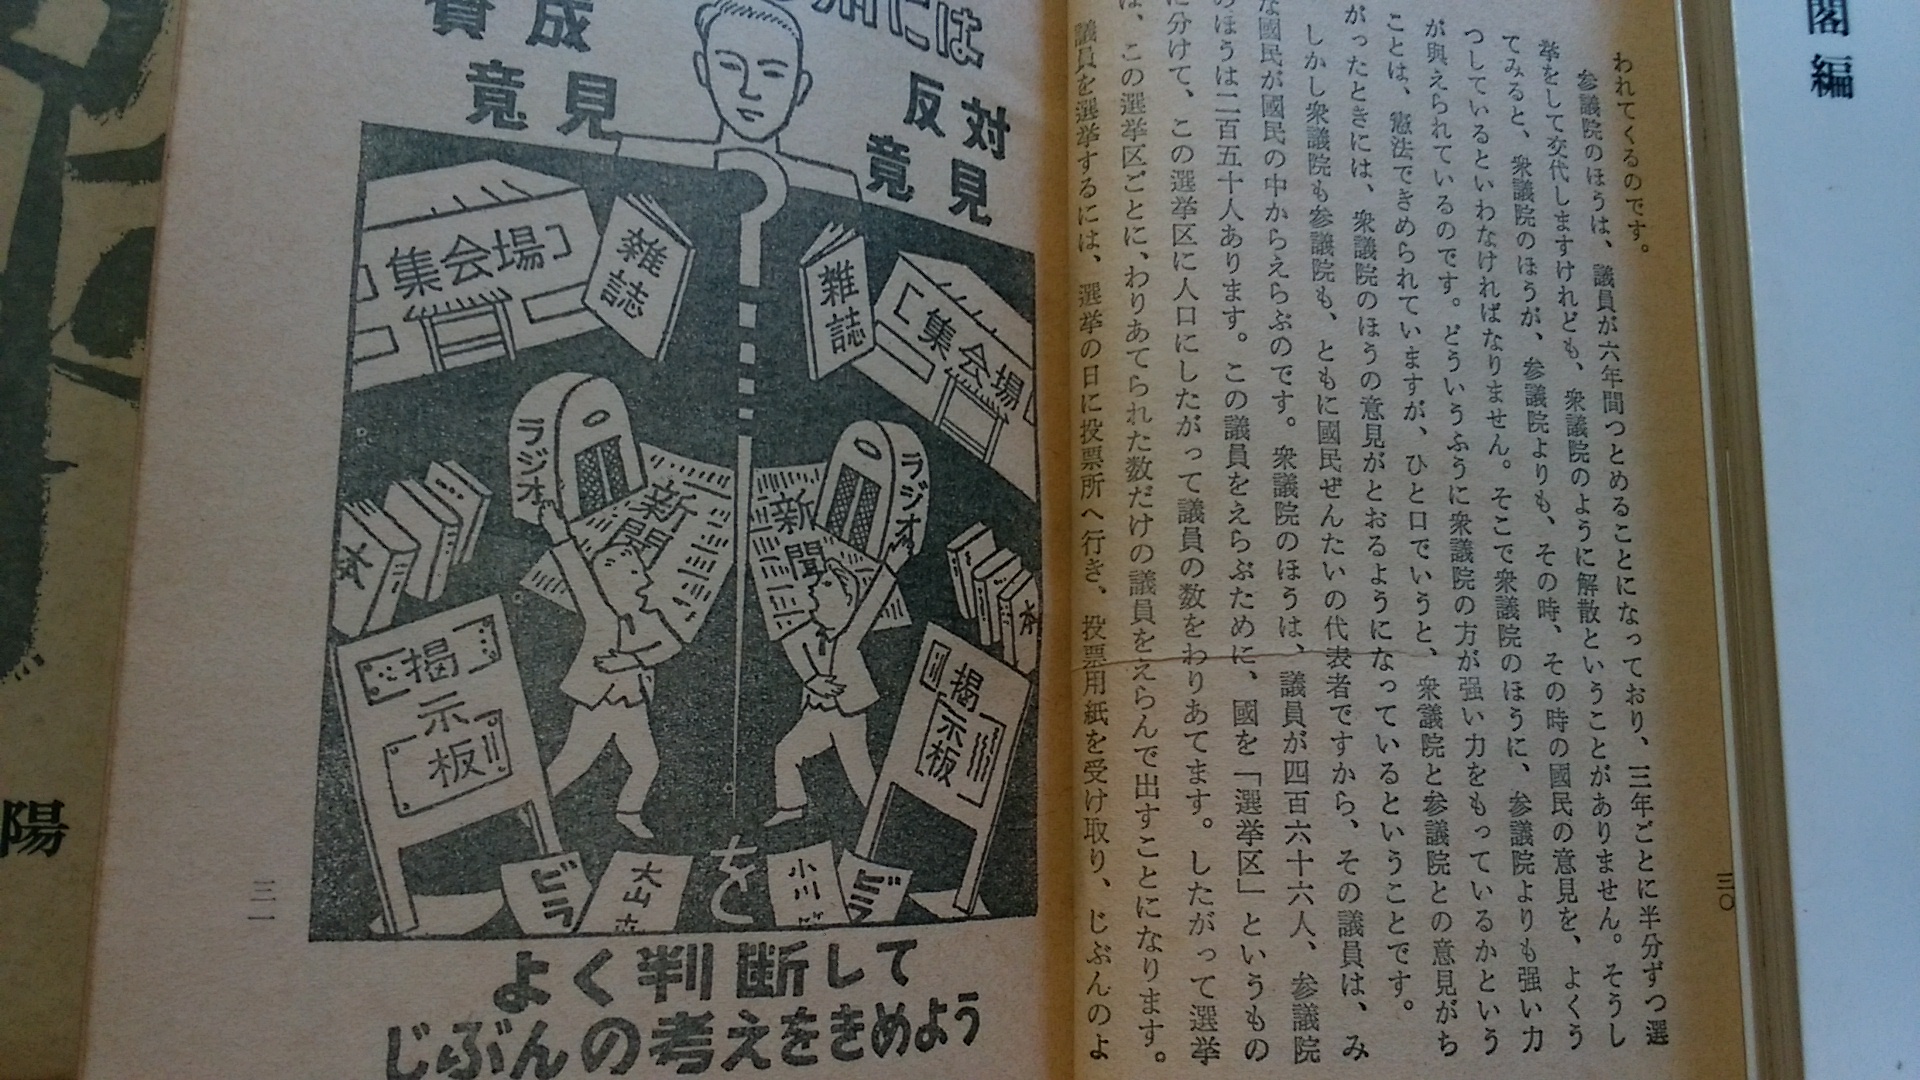 われてくるのです。
参議院のほうは、議員が六年間つとめることになっており、三年ごとに半分ずつ選
挙をして交代しますけれども、衆議院のように解散ということがありません。そうし
てみると、衆議院のほうが、参議院よりも、その時、その時の國民の意見を、よくう
つしているといわなければなりません。そこで衆議院のほうに、参議院よりも強い力
が與えられているのです。どういうふうに衆議院の方が强い力をもっているかという
ことは、憲法できめられていますが、ひと口でいうと、衆議院と参議院との意見がち
がったときには、衆議院のほうの意見がとおるようになっているということです。
しかし衆議院も参議院も、ともに國民ぜんたいの代表者ですから、その議員は、み
な國民が國民の中からえらぶのです。衆議院のほうは、議員が四百六十六人、参議院
のほうは二百五十人あります。この議員をえらぶために、國を「選挙区」というもの
に分けて、この選挙区に人口にしたがって議員の数をわりあてます。したがって選挙
は、この選挙区ごとに、わりあてられた数だけの議員をえらんで出すことになります。
議員を選挙するには、選挙の日に投票所へ行き、投票用紙を受け取り、じぶんのよ
三〇
には
賛成
意見
反対
意見
集会場
雑誌
雑誌
集会場
ラジオ
新聞
新聞
ラジオ
本
本
掲示板
掲示板
ビラ
大山
を
小川
ビラ
よく判断して
じぶんの考えをきめよう
三一
陽
閣編